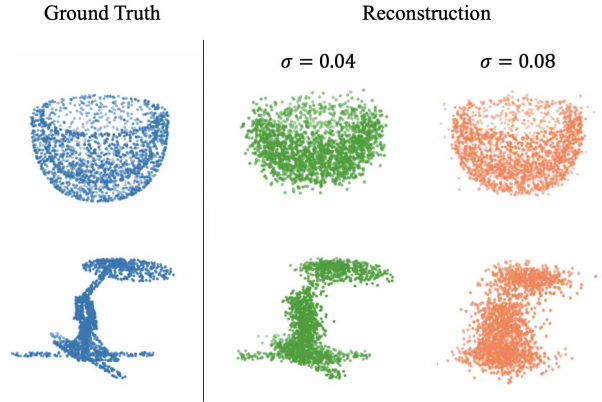 Ground Truth
Reconstruction
σ = 0.04
σ = 0.08